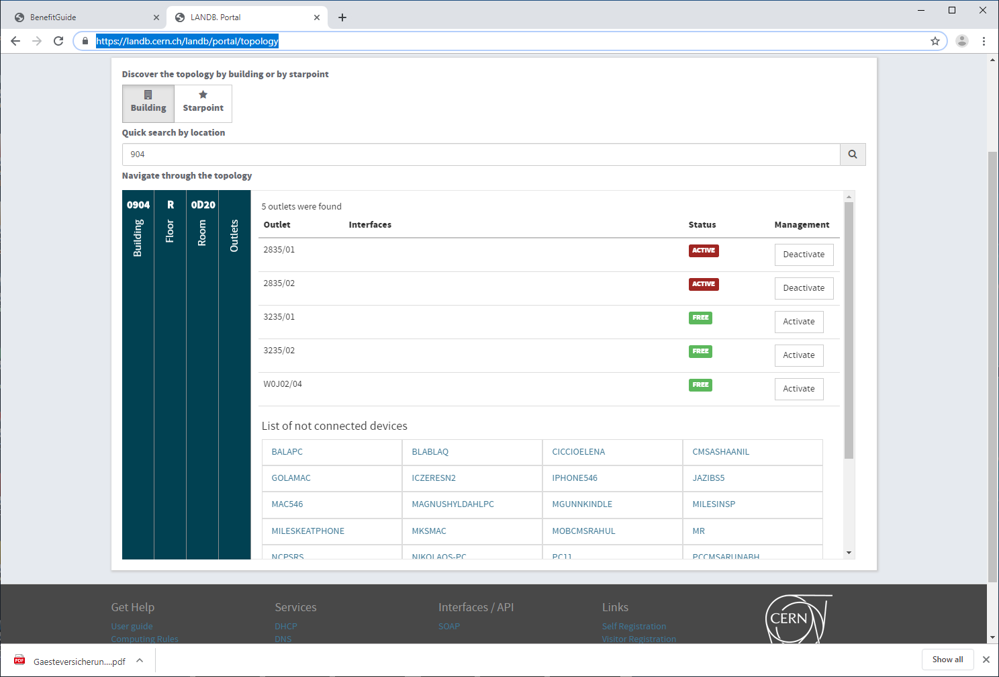 BenefitGuide
LANDB. Portal
https://landb.cern.ch/landb/portal/topology
Discover the topology by building or by starpoint
Building
Starpoint
Quick search by location
904
Navigate through the topology
0904 R 0D20
Building
Floor
Room
Outlets
5 outlets were found
Outlet Interfaces Status Management
2835/01 ACTIVE Deactivate
2835/02 ACTIVE Deactivate
3235/01 FREE Activate
3235/02 FREE Activate
W0J02/04 FREE Activate
List of not connected devices
BALAPC BLABLAQ CICCIOELENA CMSASHAANIL
GOLAMAC ICZERESN2 IPHONE546 JAZIBS5
MAC546 MAGNUSHYLDAHLPC MGUNNKINDLE MILESINSP
MILESKEATPHONE MKSMAC MOBCMSRAHUL MR
NCPSRS NIKOLAOS-PC PC11 PCCMSARUNABH
Get Help Services Interfaces / API Links
User guide DHCP SOAP Self Registration
Computing Rules DNS Visitor Registration
CERN
PDF
Gaesteversicherun....pdf
Show all